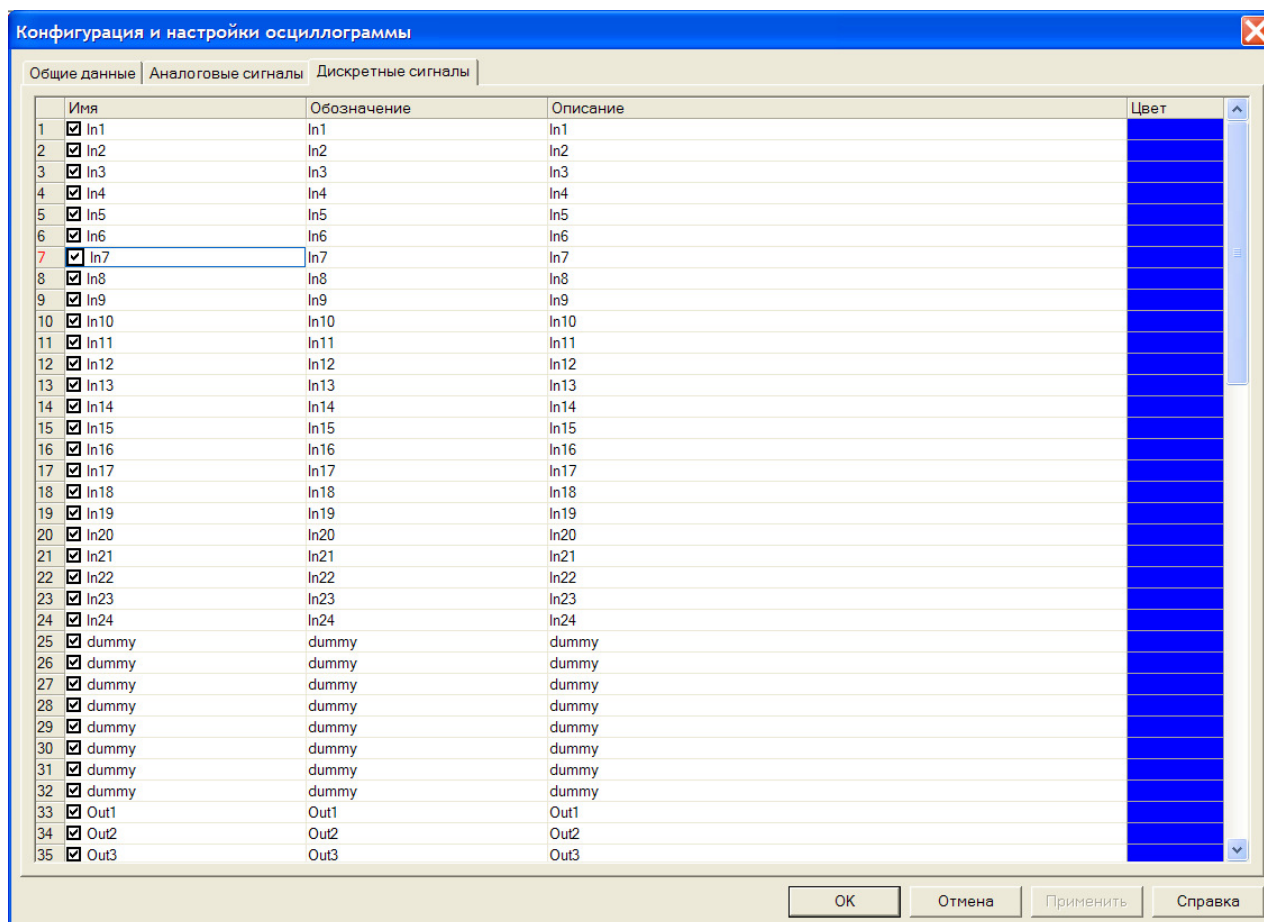 Конфигурация и настройки осциллограммы
Общие данные Аналоговые сигналы Дискретные сигналы
Имя Обозначение Описание Цвет
1 In1 In1 In1
2 In2 In2 In2
3 In3 In3 In3
4 In4 In4 In4
5 In5 In5 In5
6 In6 In6 In6
7 In7 In7 In7
8 In8 In8 In8
9 In9 In9 In9
10 In10 In10 In10
11 In11 In11 In11
12 In12 In12 In12
13 In13 In13 In13
14 In14 In14 In14
15 In15 In15 In15
16 In16 In16 In16
17 In17 In17 In17
18 In18 In18 In18
19 In19 In19 In19
20 In20 In20 In20
21 In21 In21 In21
22 In22 In22 In22
23 In23 In23 In23
24 In24 In24 In24
25 dummy dummy dummy
26 dummy dummy dummy
27 dummy dummy dummy
28 dummy dummy dummy
29 dummy dummy dummy
30 dummy dummy dummy
31 dummy dummy dummy
32 dummy dummy dummy
33 Out1 Out1 Out1
34 Out2 Out2 Out2
35 Out3 Out3 Out3
OK Отмена Применить Справка